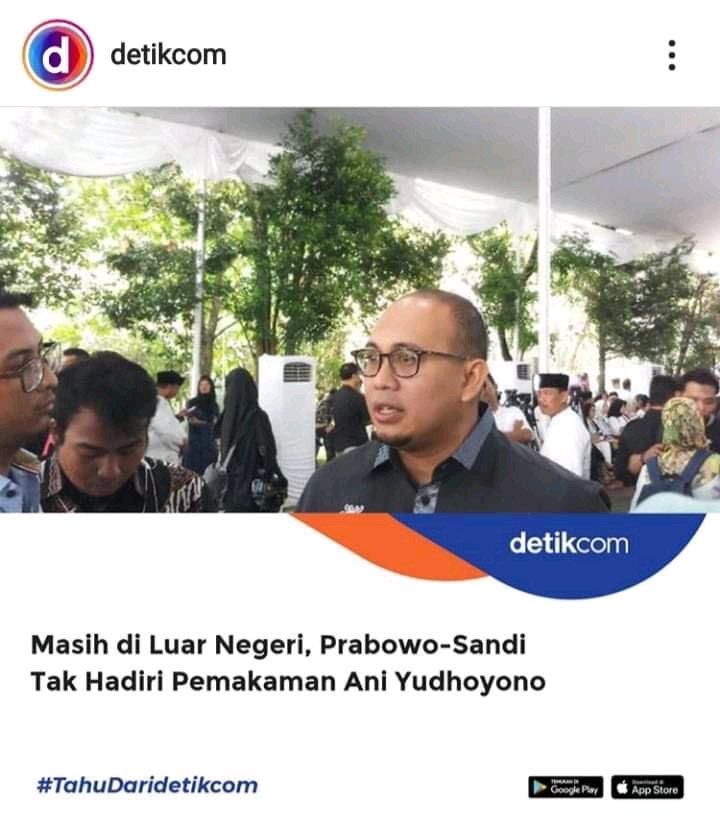 d detikcom
detikcom
Masih di Luar Negeri, Prabowo-Sandi
Tak Hadiri Pemakaman Ani Yudhoyono
#TahuDaridetikcom
TEMUKAN DI
Google Play
Download di
App Store